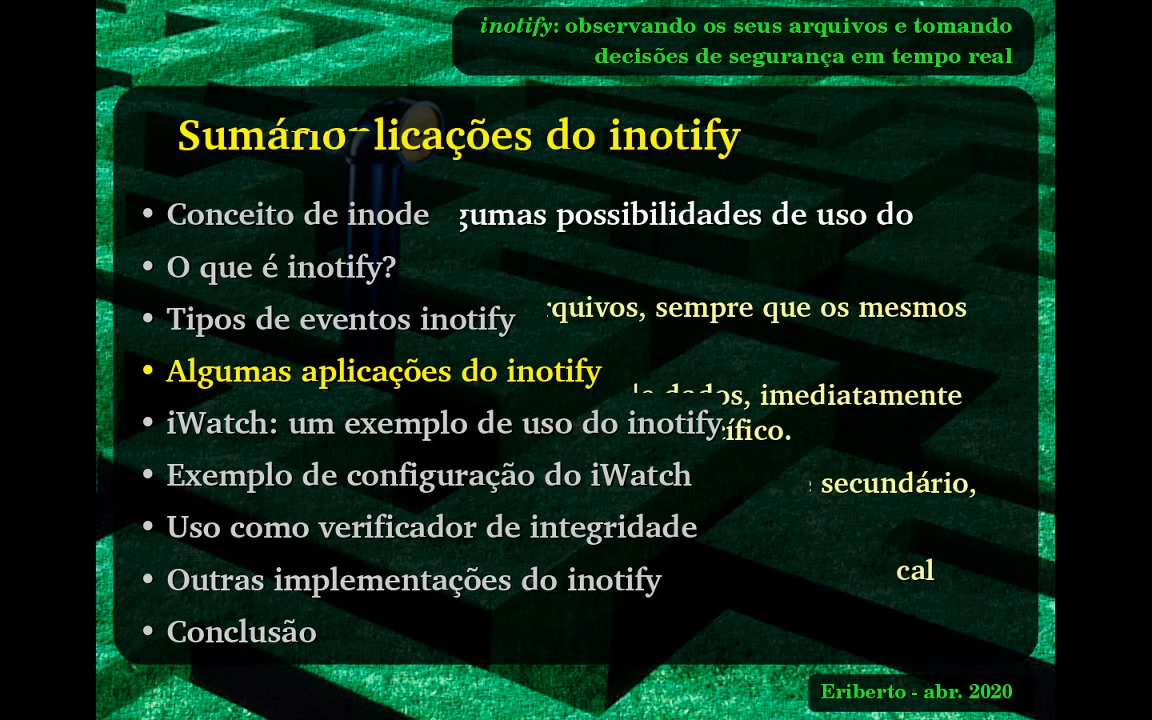 inotify: observando os seus arquivos e tomando
decisões de segurança em tempo real
Sumário licações do inotify
Conceito de inode gumas possibilidades de uso do
O que é inotify?
rquivos, sempre que os mesmos
Tipos de eventos inotify
Algumas aplicações do inotify
dados, imediatamente
iWatch: um exemplo de uso do inotify
ífico.
Exemplo de configuração do iWatch
secundário,
Uso como verificador de integridade
cal
Outras implementações do inotify
Conclusão
Eriberto - abr. 2020